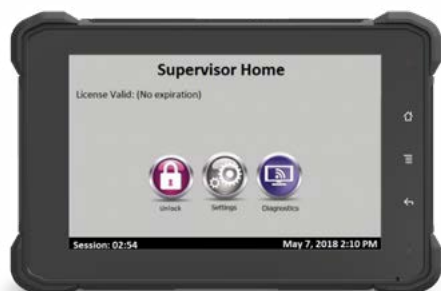 Supervisor Home
License Valid: (No expiration)
Unlock Settings Diagnostics
Session: 02:54 May 7, 2018 2:10 PM